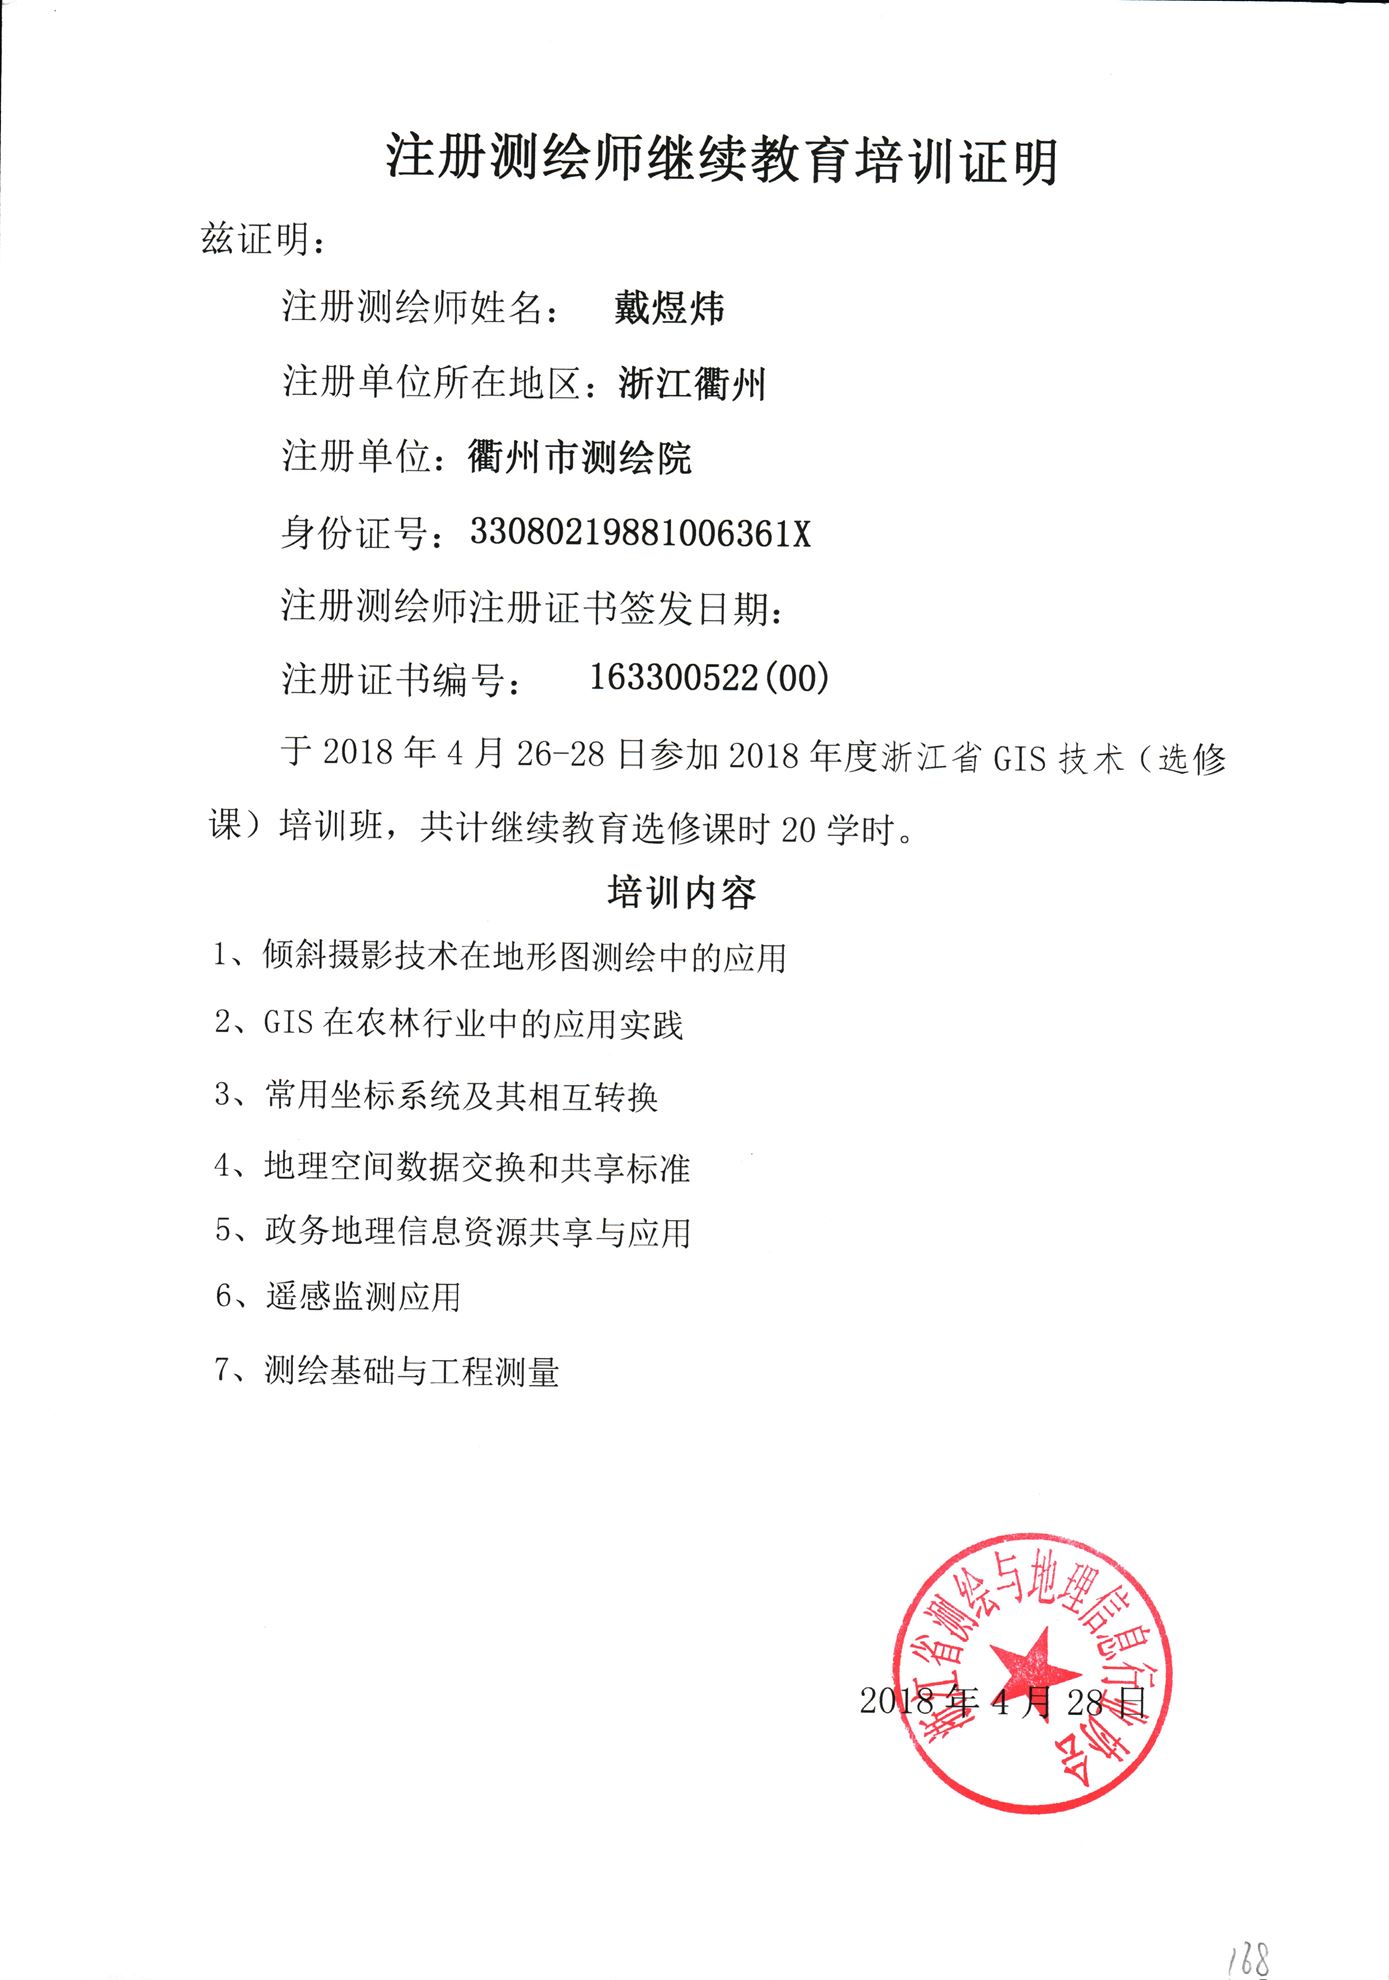 注册测绘师继续教育培训证明
兹证明：
注册测绘师姓名： 戴煜炜
注册单位所在地区：浙江衢州
注册单位：衢州市测绘院
身份证号：33080219881006361X
注册测绘师注册证书签发日期：
注册证书编号： 163300522(00)
于 2018 年 4 月 26-28 日参加 2018 年度浙江省 GIS 技术（选修
课）培训班，共计继续教育选修课时 20 学时。
培训内容
1、倾斜摄影技术在地形图测绘中的应用
2、GIS 在农林行业中的应用实践
3、常用坐标系统及其相互转换
4、地理空间数据交换和共享标准
5、政务地理信息资源共享与应用
6、遥感监测应用
7、测绘基础与工程测量
浙江省测绘与地理信息行业协会
2018 年 4 月 28 日
168